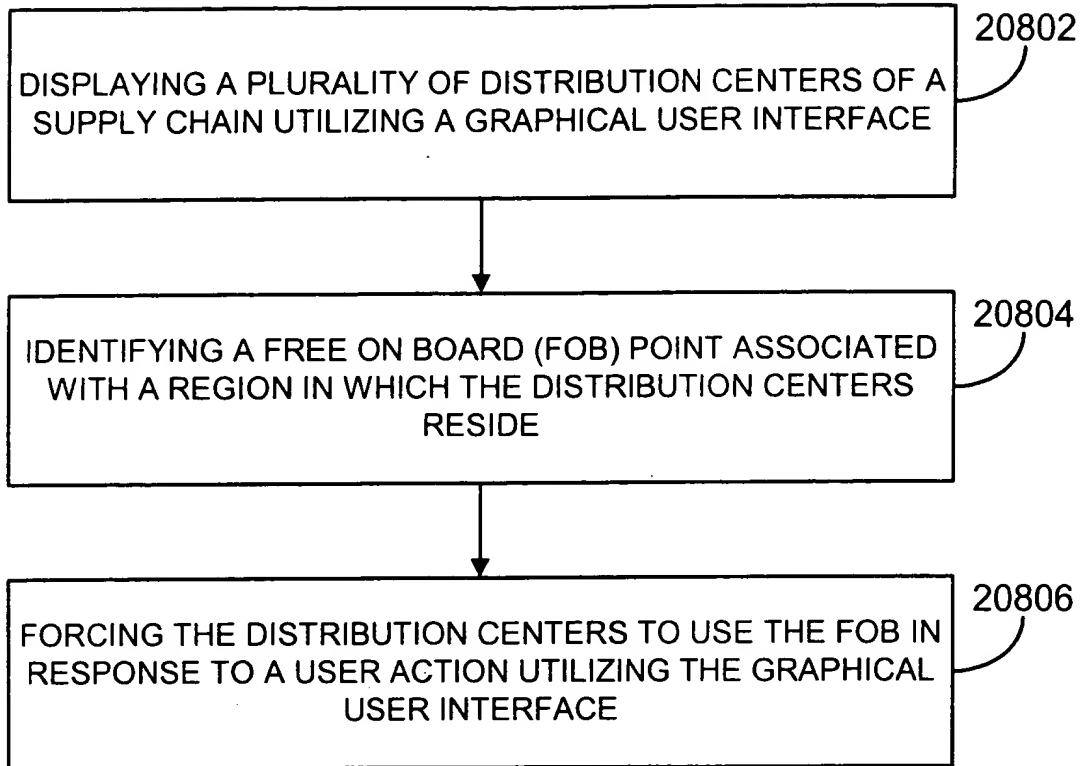 20802
DISPLAYING A PLURALITY OF DISTRIBUTION CENTERS OF A
SUPPLY CHAIN UTILIZING A GRAPHICAL USER INTERFACE
20804
IDENTIFYING A FREE ON BOARD (FOB) POINT ASSOCIATED
WITH A REGION IN WHICH THE DISTRIBUTION CENTERS
RESIDE
20806
FORCING THE DISTRIBUTION CENTERS TO USE THE FOB IN
RESPONSE TO A USER ACTION UTILIZING THE GRAPHICAL
USER INTERFACE